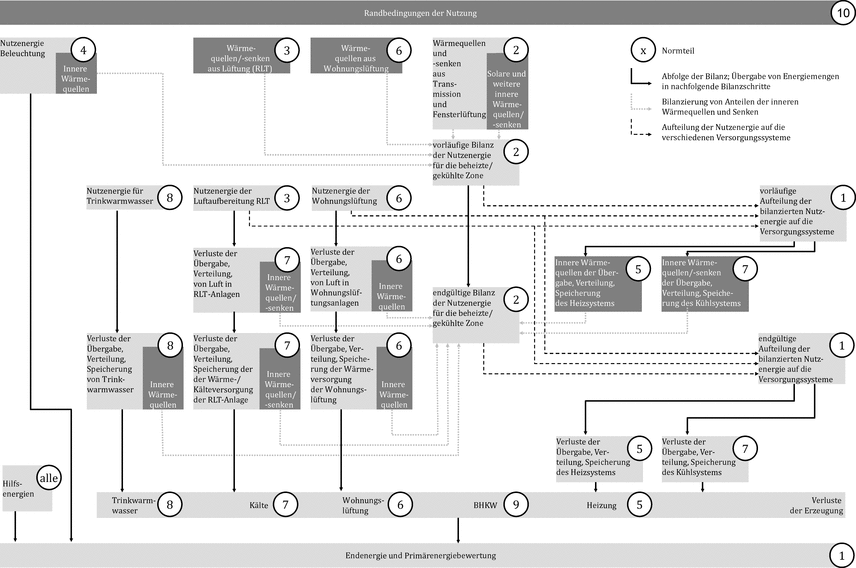 Randbedingungen der Nutzung
10
Nutzenergie
Beleuchtung
4
Innere
Wärme-
quellen
Wärme-
quellen/-senken
aus Lüftung (RLT)
3
Wärme-
quellen aus
Wohnungslüftung
6
Wärmequellen
und
-senken
aus
Trans-
mission
und
Fensterlüftung
2
Solare und
weitere
innere
Wärme-
quellen/
-senken
x
Normteil
Abfolge der Bilanz; Übergabe von Energiemengen
in nachfolgende Bilanzschritte
Bilanzierung von Anteilen der inneren
Wärmequellen und Senken
Aufteilung der Nutzenergie auf die
verschiedenen Versorgungssysteme
vorläufige Bilanz
der Nutzenergie
für die beheizte/
gekühlte Zone
2
Nutzenergie für
Trinkwarmwasser
8
Nutzenergie der
Luftaufbereitung RLT
3
Nutzenergie der
Wohnungslüftung
6
vorläufige
Aufteilung der
bilanzierten Nutz-
energie auf die
Versorgungssysteme
1
Verluste der
Übergabe,
Verteilung,
von Luft in
RLT-Anlagen
7
Innere
Wärme-
quellen/
-senken
Verluste der
Übergabe,
Verteilung,
von Luft in
Wohnungslüf-
tungsanlagen
6
Innere
Wärme-
quellen
endgültige Bilanz
der Nutzenergie
für die beheizte/
gekühlte Zone
2
Innere Wärme-
quellen der Über-
gabe, Verteilung,
Speicherung
des Heizsystems
5
Innere Wärme-
quellen/-senken
der Übergabe,
Verteilung, Speiche-
rung des Kühlsystems
7
Verluste der
Übergabe,
Verteilung,
Speicherung
von Trink-
warmwasser
8
Innere
Wärme-
quellen
Verluste der
Übergabe,
Verteilung,
Speicherung der
der Wärme-/
Kälteversorgung
der RLT-Anlage
7
Innere
Wärme-
quellen/
-senken
Verluste der
Übergabe, Ver-
teilung, Speiche-
rung der Wärme-
versorgung
der Wohnungs-
lüftung
6
Innere
Wärme-
quellen
endgültige
Aufteilung der
bilanzierten Nutz-
energie auf die
Versorgungssysteme
1
Verluste der
Übergabe, Ver-
teilung, Speicherung
des Heizsystems
5
Verluste der
Übergabe, Ver-
teilung, Speicherung
des Kühlsystems
7
Hilfs-
energien
alle
Trinkwarm-
wasser
8
Kälte
7
Wohnungs-
lüftung
6
BHKW
9
Heizung
5
Verluste
der Erzeugung
Endenergie und Primärenergiebewertung
1